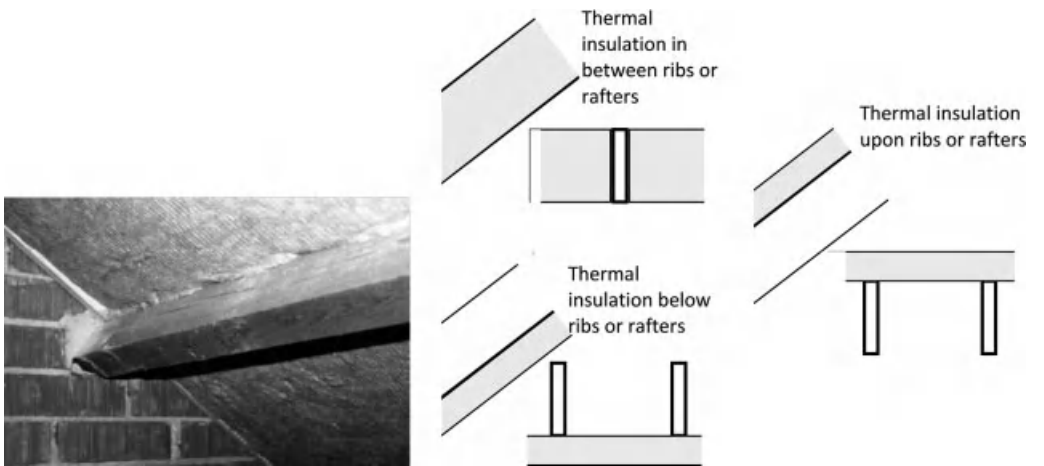 Thermal
insulation in
between ribs or
rafters
Thermal insulation
upon ribs or rafters
Thermal
insulation below
ribs or rafters